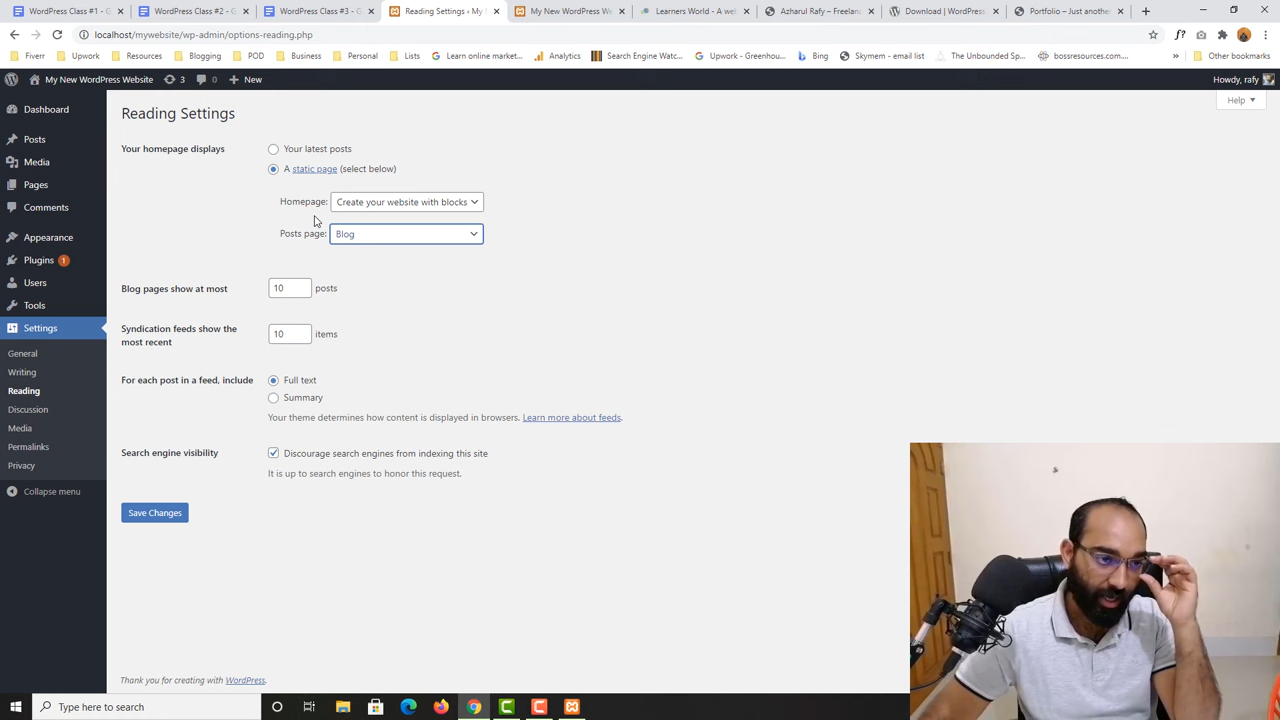 WordPress Class #1 - G
WordPress Class #2 - G
WordPress Class #3 - G
Reading Settings ‹ My
My New WordPress We
Learners World - A we
Azharul Rafy – Freelan
Download | WordPress
Portfolio – Just anothe
localhost/mywebsite/wp-admin/options-reading.php
Fiverr
Upwork
Blogging
POD
Business
Personal
Lists
Learn online market...
Analytics
Search Engine Watc...
Upwork - Greenhou...
Bing
Skymem - email list
The Unbounded Sp...
bossresources.com...
»
Other bookmarks
My New WordPress Website
3
0
+ New
Howdy, rafy
Help
Dashboard
Posts
Media
Pages
Comments
Appearance
Plugins 1
Users
Tools
Settings
General
Writing
Reading
Discussion
Media
Permalinks
Privacy
Collapse menu
Reading Settings
Your homepage displays
Your latest posts
A static page (select below)
Homepage: Create your website with blocks
Posts page: Blog
Blog pages show at most
10 posts
Syndication feeds show the
most recent
10 items
For each post in a feed, include
Full text
Summary
Your theme determines how content is displayed in browsers. Learn more about feeds.
Search engine visibility
Discourage search engines from indexing this site
It is up to search engines to honor this request.
Save Changes
Thank you for creating with WordPress.
Type here to search